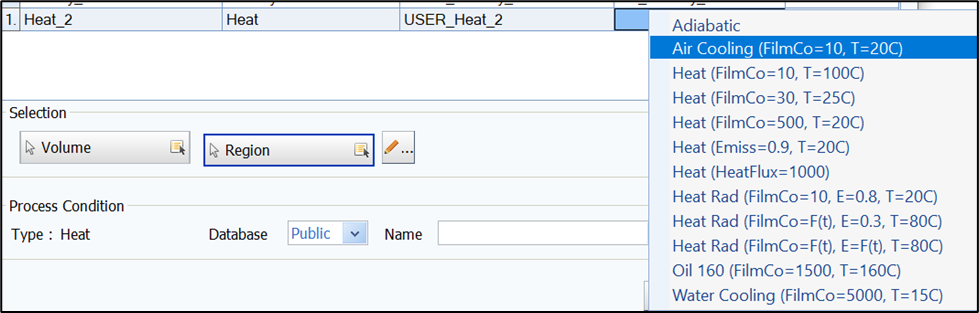 1. Heat_2 Heat USER_Heat_2
Adiabatic
Air Cooling (FilmCo=10, T=20C)
Heat (FilmCo=10, T=100C)
Heat (FilmCo=30, T=25C)
Heat (FilmCo=500, T=20C)
Heat (Emiss=0.9, T=20C)
Heat (HeatFlux=1000)
Heat Rad (FilmCo=10, E=0.8, T=20C)
Heat Rad (FilmCo=F(t), E=0.3, T=80C)
Heat Rad (FilmCo=F(t), E=F(t), T=80C)
Oil 160 (FilmCo=1500, T=160C)
Water Cooling (FilmCo=5000, T=15C)
Selection
Volume Region ...
Process Condition
Type : Heat Database Public Name